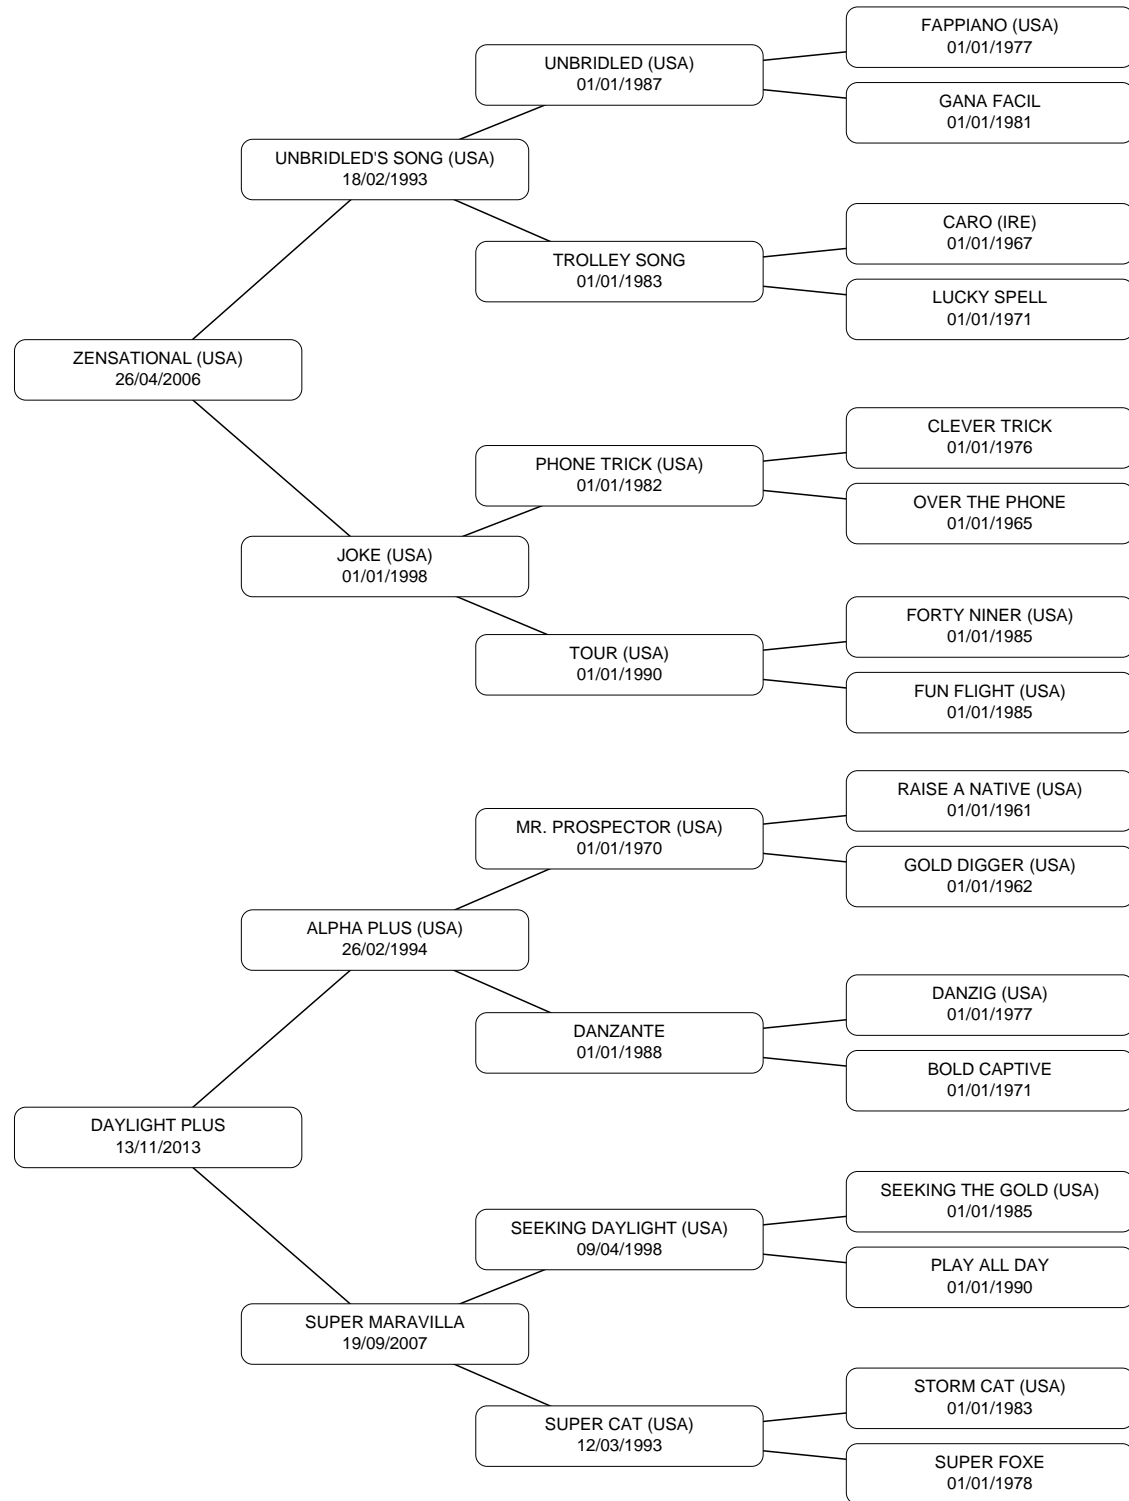 FAPPIANO (USA)
01/01/1977
UNBRIDLED (USA)
01/01/1987
GANA FACIL
01/01/1981
UNBRIDLED'S SONG (USA)
18/02/1993
CARO (IRE)
01/01/1967
TROLLEY SONG
01/01/1983
LUCKY SPELL
01/01/1971
ZENSATIONAL (USA)
26/04/2006
CLEVER TRICK
01/01/1976
PHONE TRICK (USA)
01/01/1982
OVER THE PHONE
01/01/1965
JOKE (USA)
01/01/1998
FORTY NINER (USA)
01/01/1985
TOUR (USA)
01/01/1990
FUN FLIGHT (USA)
01/01/1985
RAISE A NATIVE (USA)
01/01/1961
MR. PROSPECTOR (USA)
01/01/1970
GOLD DIGGER (USA)
01/01/1962
ALPHA PLUS (USA)
26/02/1994
DANZIG (USA)
01/01/1977
DANZANTE
01/01/1988
BOLD CAPTIVE
01/01/1971
DAYLIGHT PLUS
13/11/2013
SEEKING THE GOLD (USA)
01/01/1985
SEEKING DAYLIGHT (USA)
09/04/1998
PLAY ALL DAY
01/01/1990
SUPER MARAVILLA
19/09/2007
STORM CAT (USA)
01/01/1983
SUPER CAT (USA)
12/03/1993
SUPER FOXE
01/01/1978